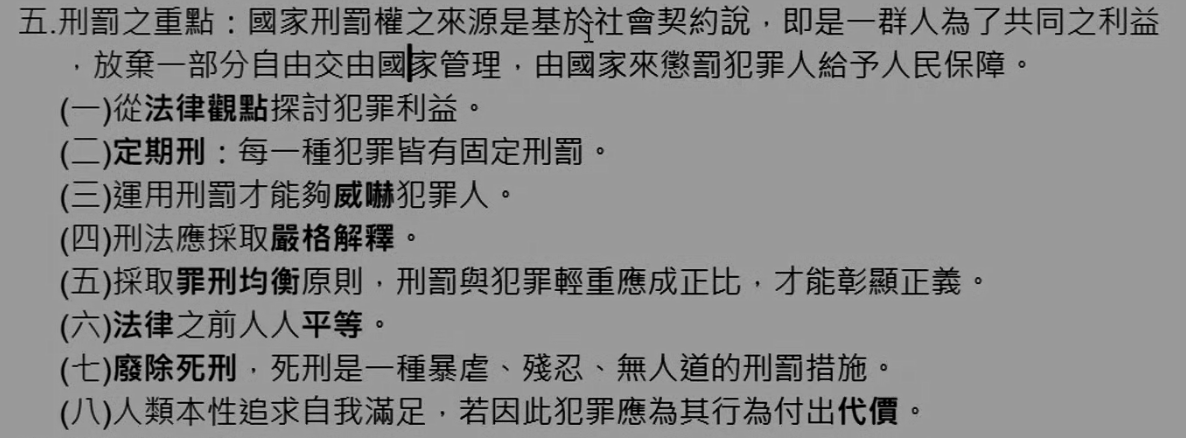 五.刑罰之重點：國家刑罰權之來源是基於社會契約說，即是一群人為了共同之利益
，放棄一部分自由交由國家管理，由國家來懲罰犯罪人給予人民保障。
(一)從法律觀點探討犯罪利益。
(二)定期刑：每一種犯罪皆有固定刑罰。
(三)運用刑罰才能夠威嚇犯罪人。
(四)刑法應採取嚴格解釋。
(五)採取罪刑均衡原則，刑罰與犯罪輕重應成正比，才能彰顯正義。
(六)法律之前人人平等。
(七)廢除死刑，死刑是一種暴虐、殘忍、無人道的刑罰措施。
(八)人類本性追求自我滿足，若因此犯罪應為其行為付出代價。